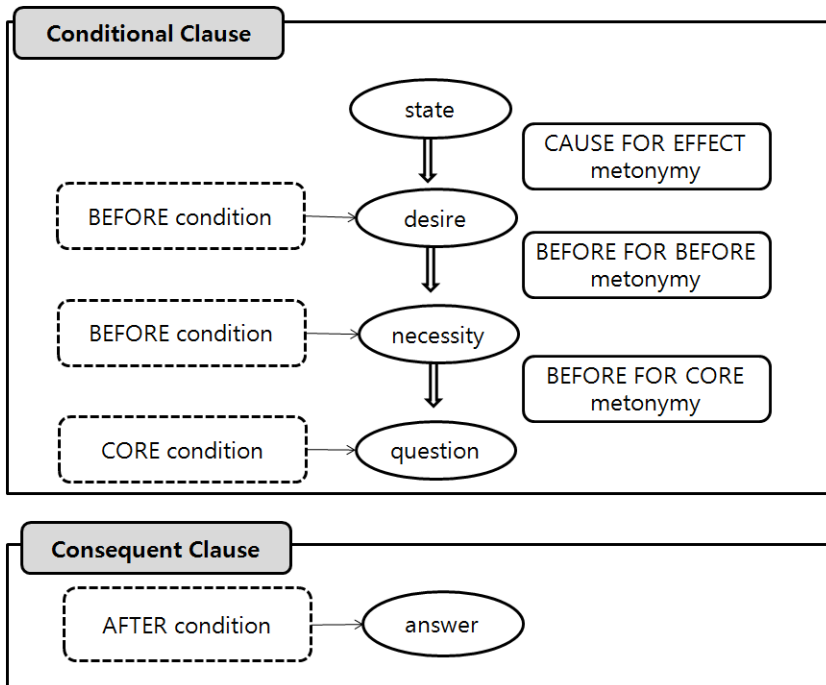 Conditional Clause
state
CAUSE FOR EFFECT
metonymy
BEFORE condition
desire
BEFORE FOR BEFORE
metonymy
BEFORE condition
necessity
BEFORE FOR CORE
metonymy
CORE condition
question
Consequent Clause
AFTER condition
answer